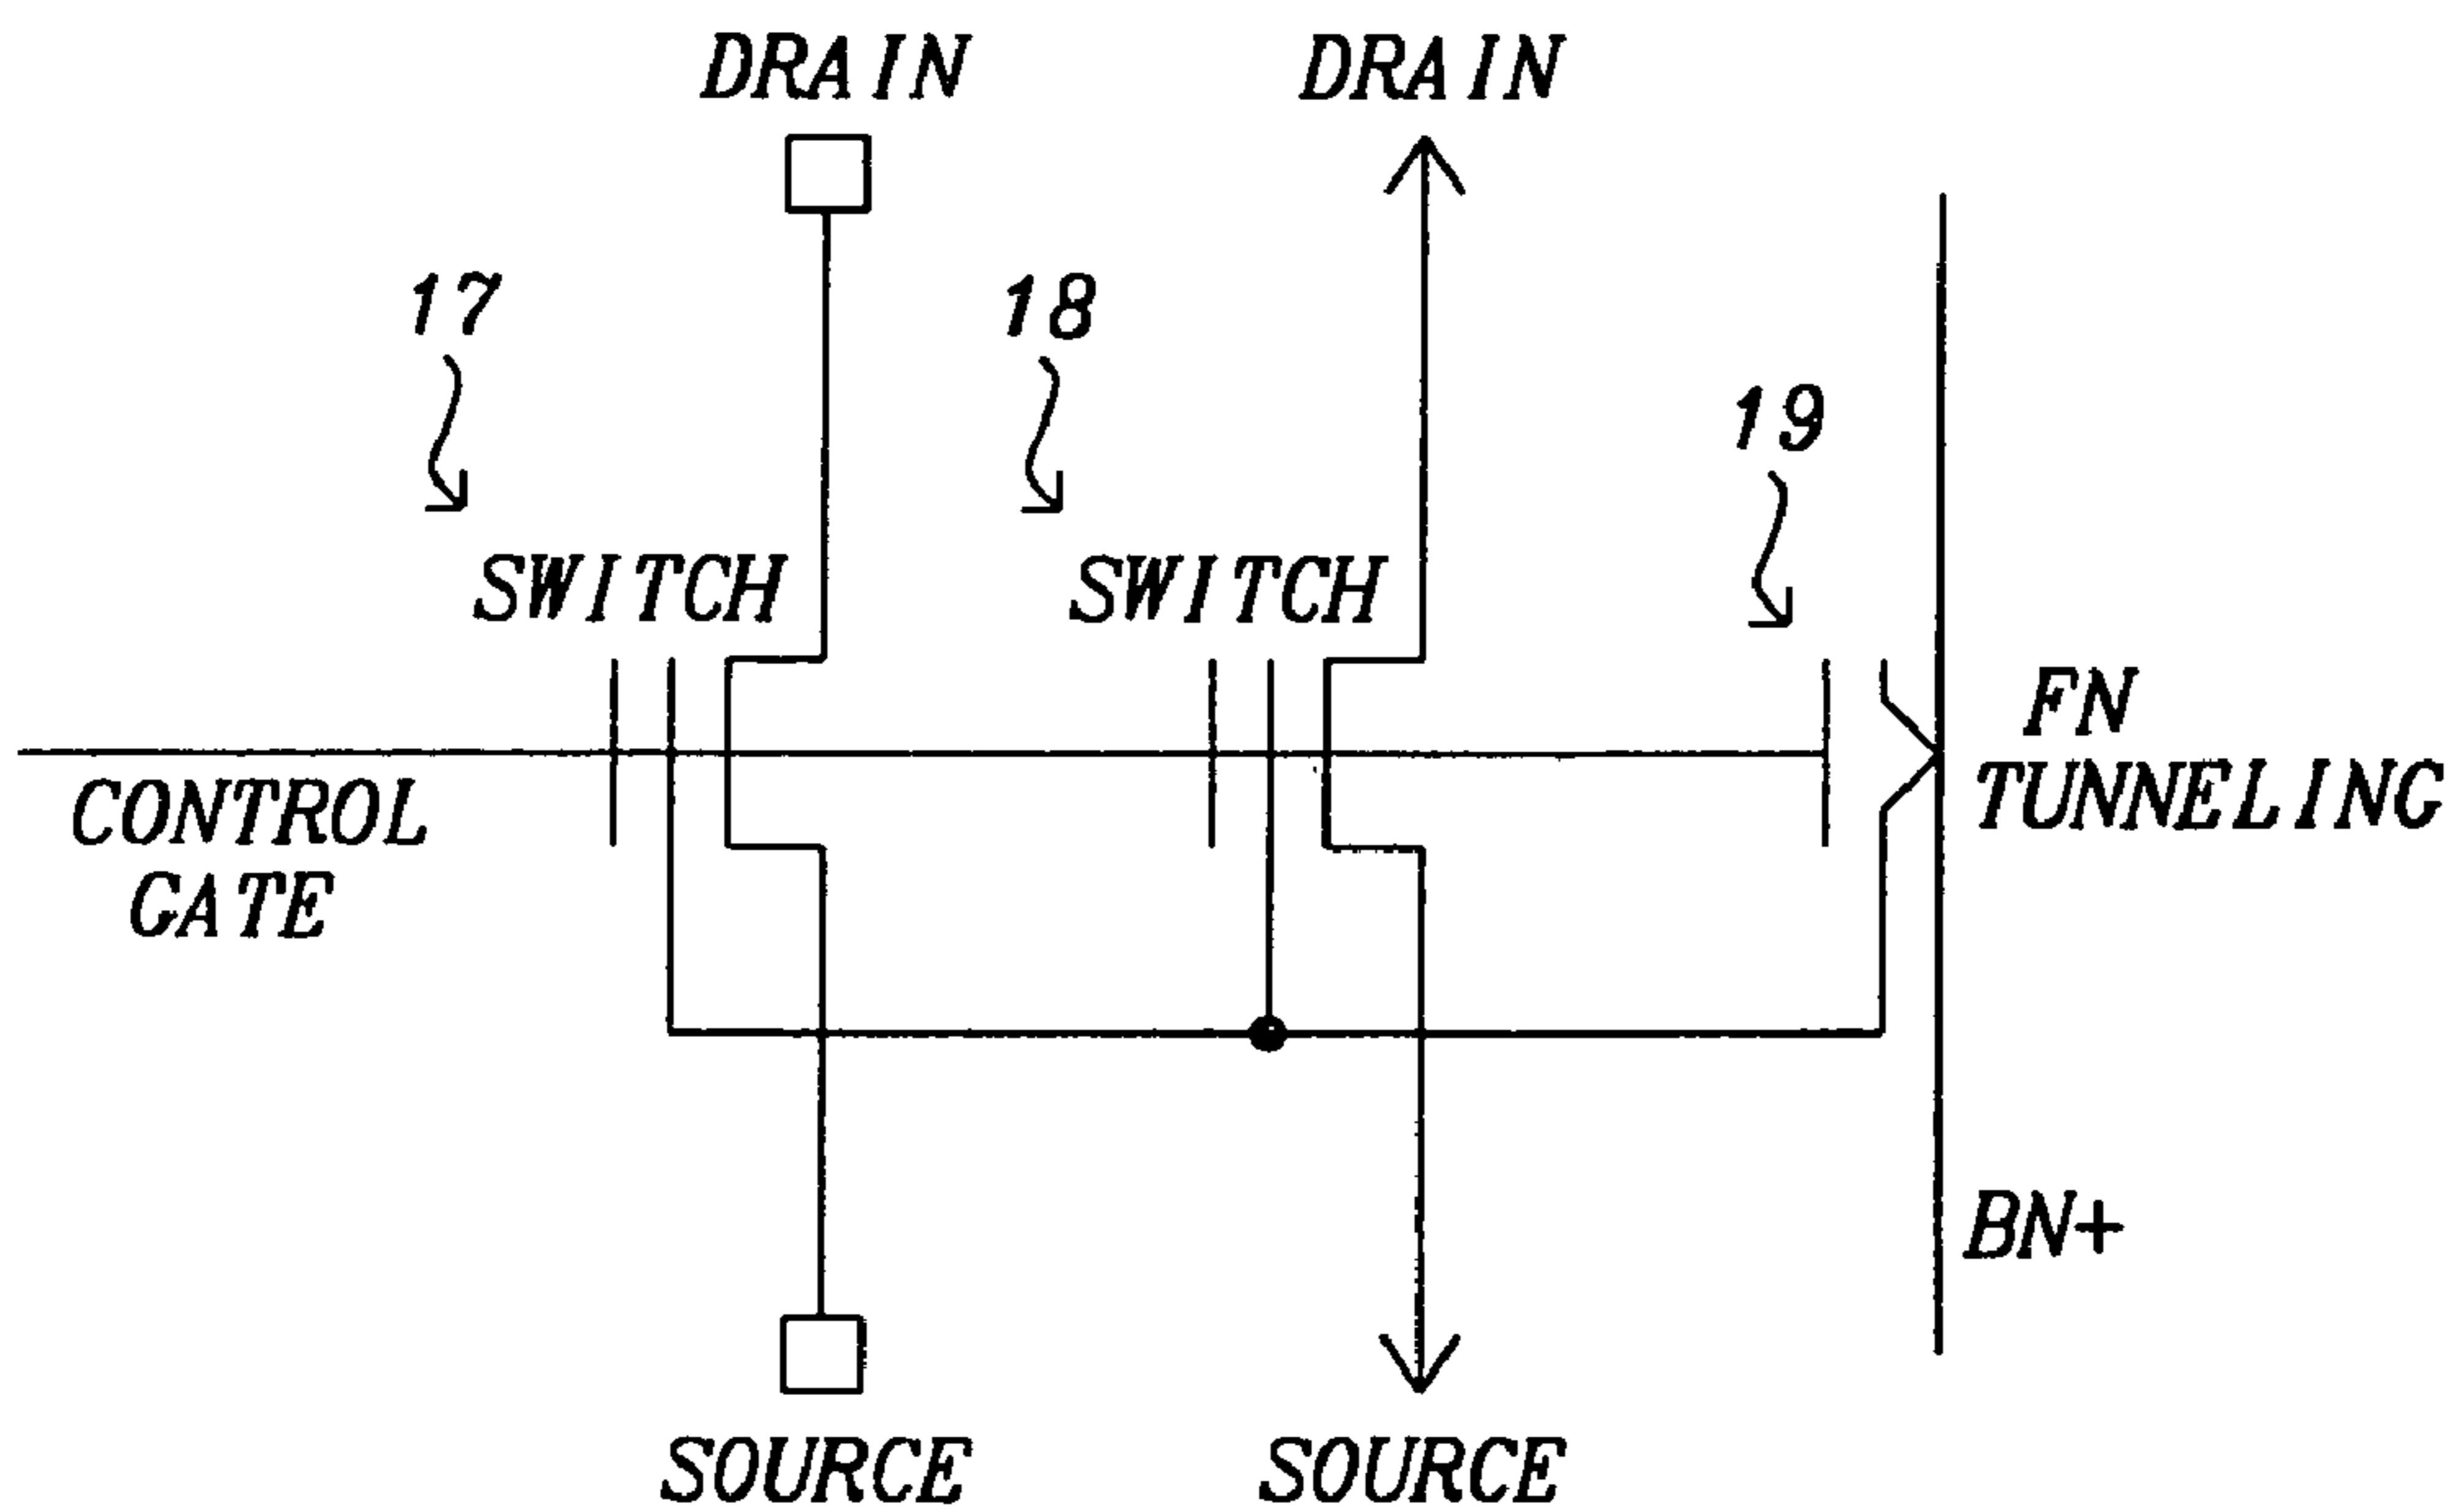 DRAIN DRAIN
17 18
19
SWITCH SWITCH
FN
TUNNELING
CONTROL
GATE
BN+
SOURCE SOURCE